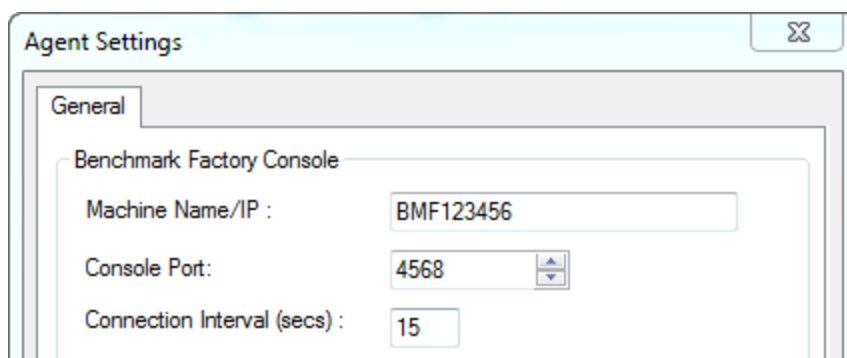 Agent Settings
General
Benchmark Factory Console
Machine Name/IP : BMF123456
Console Port: 4568
Connection Interval (secs) : 15